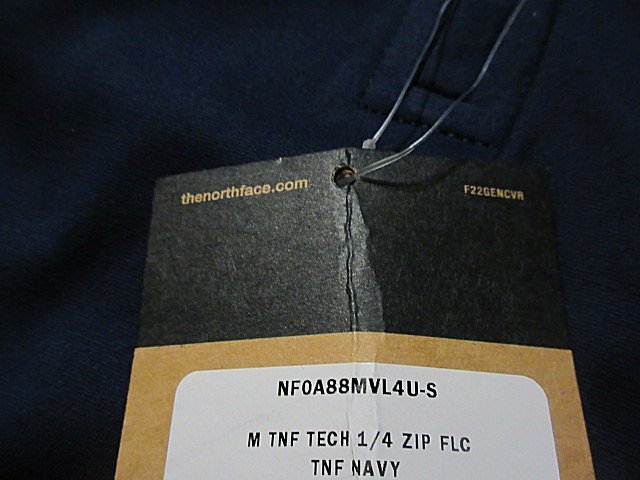 thenorthface.com
F22GENCVR
NF0A88MVL4U-S
M TNF TECH 1/4 ZIP FLC
TNF NAVY